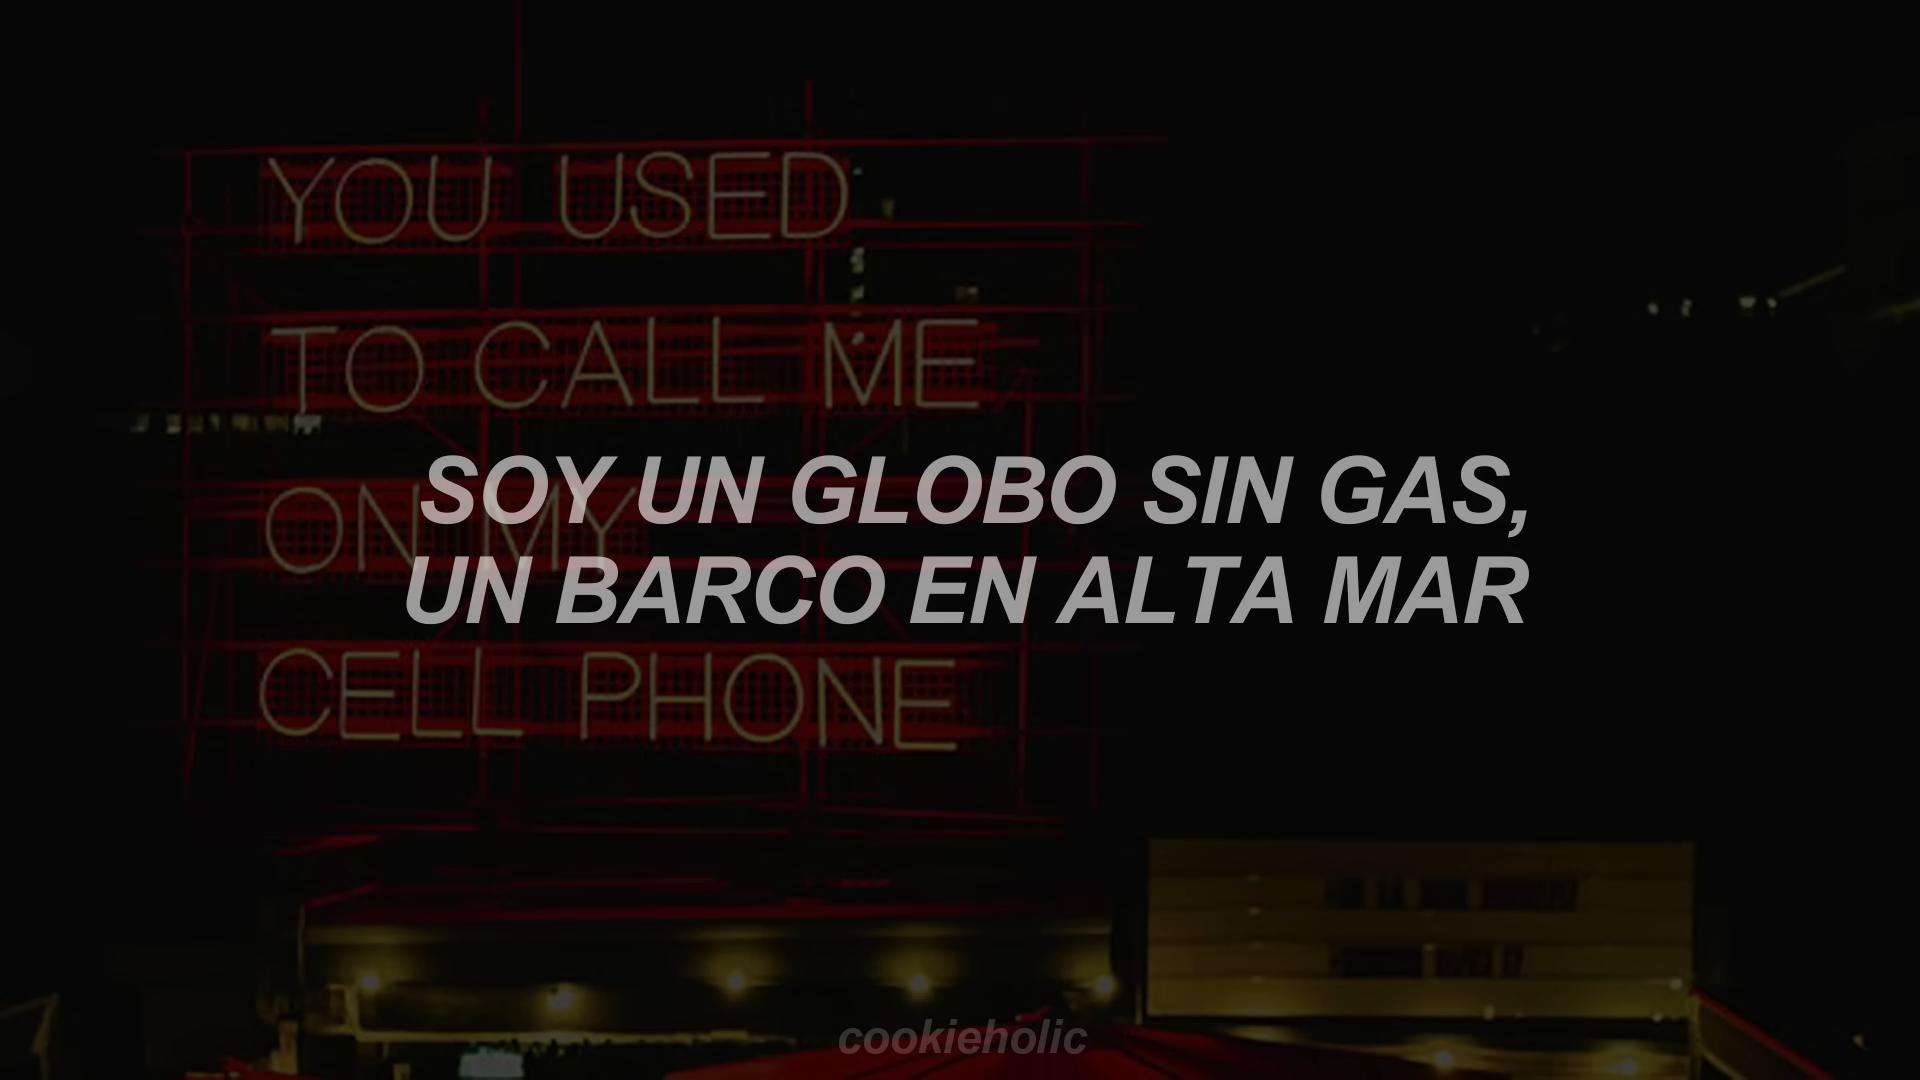 YOU USED
TO CALL ME
ON MY
CELL PHONE
SOY UN GLOBO SIN GAS,
UN BARCO EN ALTA MAR
cookieholic